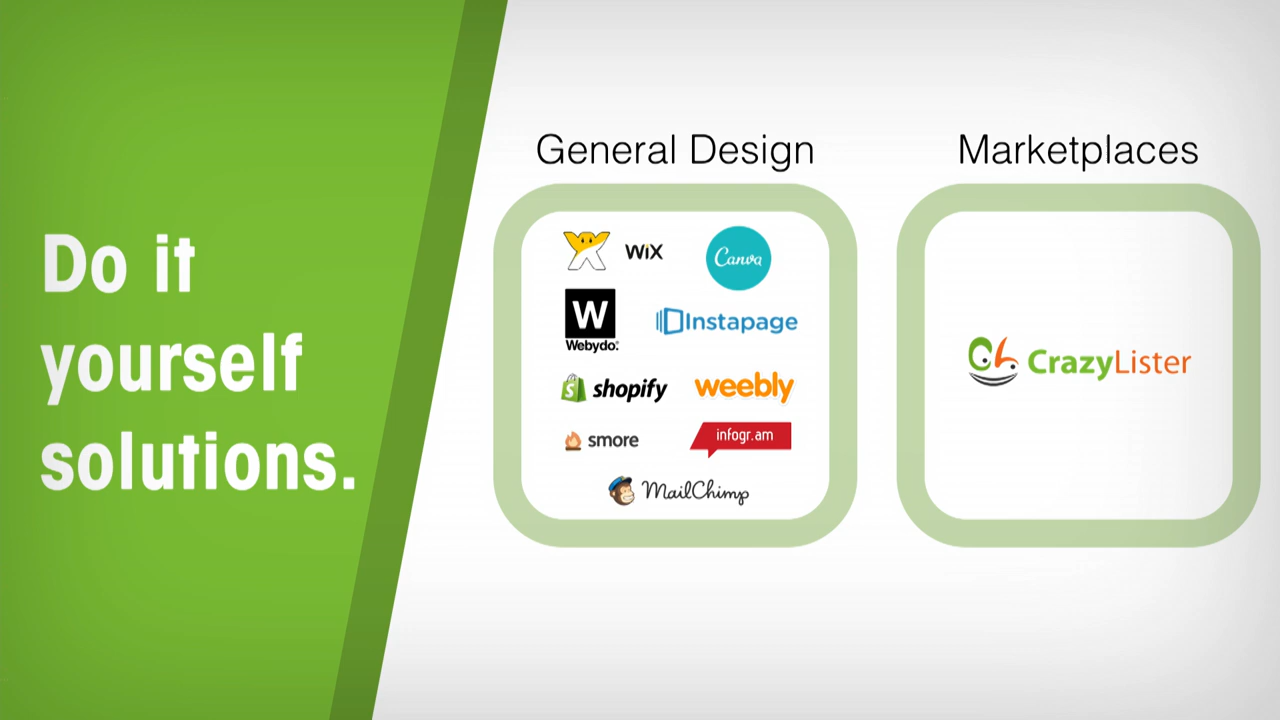 Do it
yourself
solutions.
General Design
WiX
Canva
W
Webydo
Instapage
S
shopify
weebly
smore
infogr.am
MailChimp
Marketplaces
CrazyLister